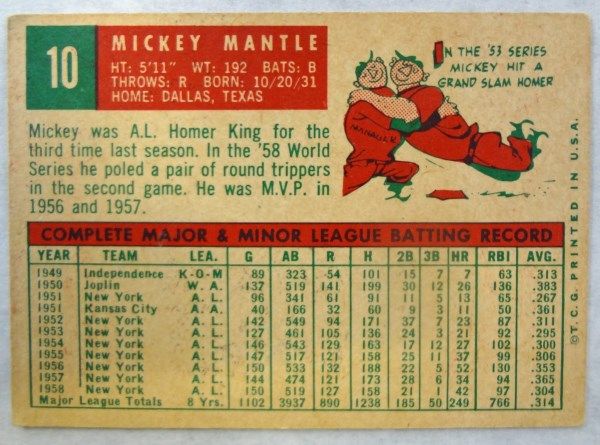 10
MICKEY MANTLE
HT: 5'11" WT: 192 BATS: B
THROWS: R BORN: 10/20/31
HOME: DALLAS, TEXAS
Mickey was A.L. Homer King for the
third time last season. In the '58 World
Series he poled a pair of round trippers
in the second game. He was M.V.P. in
1956 and 1957.
MANAGER
IN THE '53 SERIES
MICKEY HIT A
GRAND SLAM HOMER
COMPLETE MAJOR & MINOR LEAGUE BATTING RECORD
YEAR TEAM LEA. G AB R H 2B 3B HR RBI AVG.
1949 Independence K-O-M 89 323 54 101 15 7 7 63 .313
1950 Joplin W.A. 137 519 141 199 30 12 26 136 .383
1951 New York A.L. 96 341 61 91 11 5 13 65 .267
1951 Kansas City 40 166 32 60 9 3 11 50
1952 New York A.L. 142 549 94 171 37 7 23 87 .311
1953 New York A.L. 127 461 105 136 24 3 21 92 .295
1954 New York A.L. 146 543 129 163 17 12 27 102 .300
1955 New York A.L. 147 517 121 158 25 11 37 99 .306
1956 New York A.L. 150 533 132 188 22 5 52 130 .353
1957 New York A.L. 144 474 121 173 28 6 34 94
1958 New York A.L. 150 519 127 158 21 1 42 97 .304
Major League Totals 8 Yrs. 1102 3937 890 1238 185 50 249 766 .314
©T.C.G. PRINTED IN U.S.A.